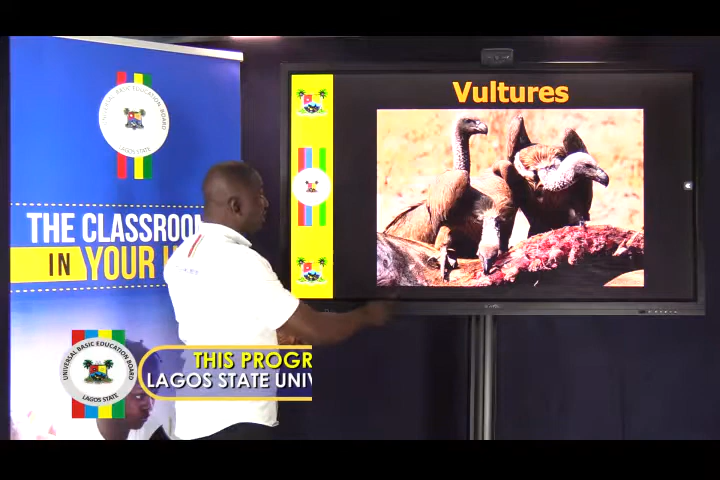 Vultures
UNIVERSAL BASIC EDUCATION BOARD
LAGOS STATE
THE CLASSROOM
IN YOUR H
UNIVERSAL BASIC EDUCATION BOARD
LAGOS STATE
THIS PROGR
LAGOS STATE UNIV